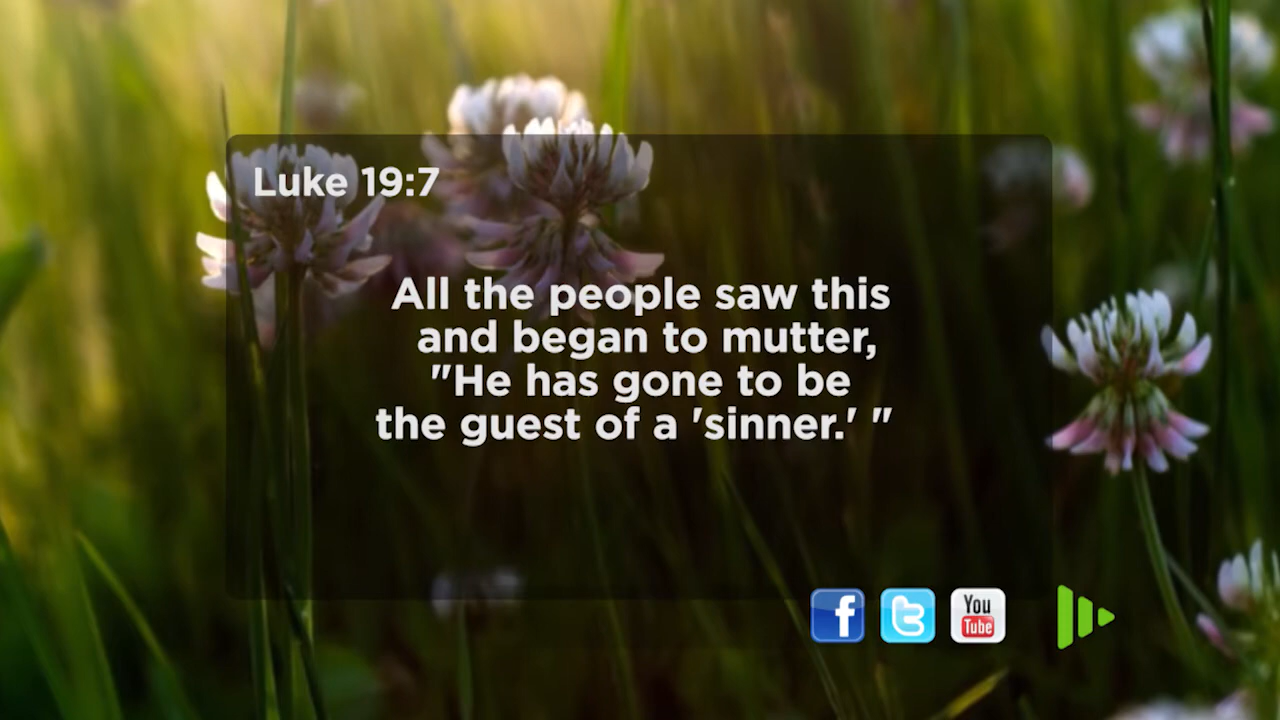 Luke 19:7
All the people saw this
and began to mutter,
"He has gone to be
the guest of a 'sinner.' "
You
Tube